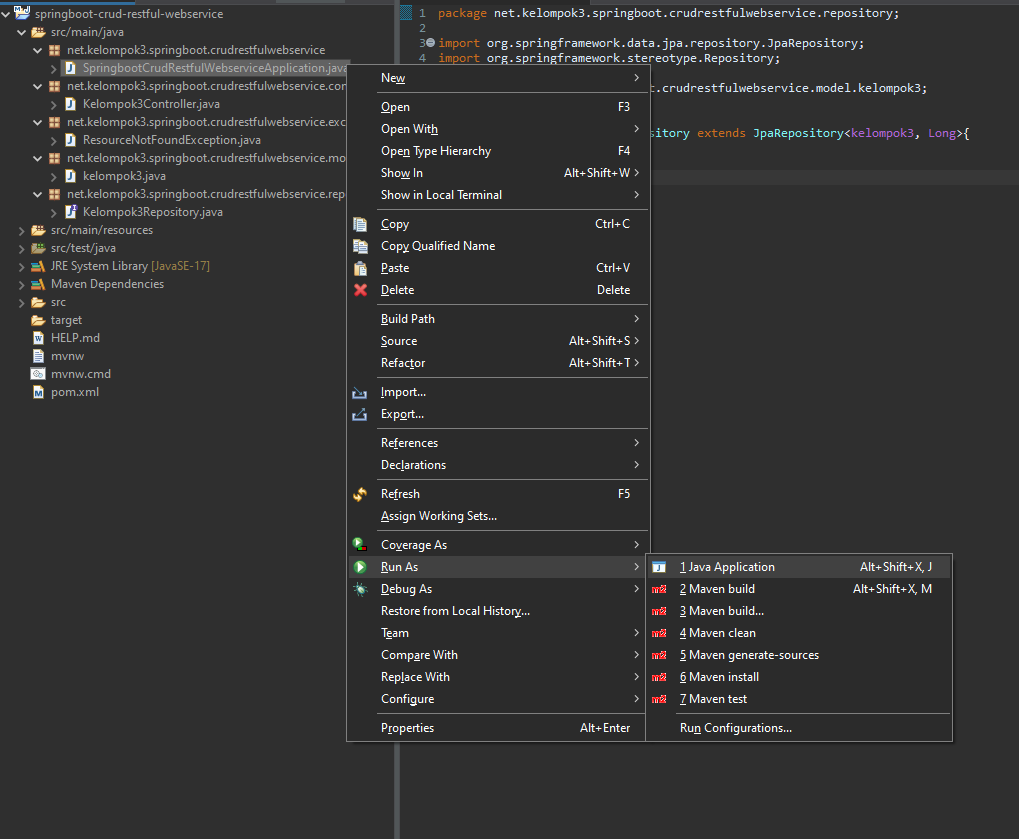 springboot-crud-restful-webservice
src/main/java
net.kelompok3.springboot.crudrestfulwebservice
SpringbootCrudRestfulWebserviceApplication.java
net.kelompok3.springboot.crudrestfulwebservice.cor
Kelompok3Controller.java
net.kelompok3.springboot.crudrestfulwebservice.exc
ResourceNotFoundException.java
net.kelompok3.springboot.crudrestfulwebservice.mo
kelompok3.java
net.kelompok3.springboot.crudrestfulwebservice.rep
Kelompok3Repository.java
src/main/resources
src/test/java
JRE System Library [JavaSE-17]
Maven Dependencies
src
target
HELP.md
mvnw
mvnw.cmd
pom.xml
1 package net.kelompok3.springboot.crudrestfulwebservice.repository;
2
3 import org.springframework.data.jpa.repository.JpaRepository;
4 import org.springframework.stereotype.Repository;
t.crudrestfulwebservice.model.kelompok3;
sitory extends JpaRepository<kelompok3, Long>{
New
Open F3
Open With
Open Type Hierarchy F4
Show In Alt+Shift+W
Show in Local Terminal
Copy Ctrl+C
Copy Qualified Name
Paste Ctrl+V
Delete Delete
Build Path
Source Alt+Shift+S
Refactor Alt+Shift+T
Import...
Export...
References
Declarations
Refresh F5
Assign Working Sets...
Coverage As
Run As
Debug As
Restore from Local History...
Team
Compare With
Replace With
Configure
Properties Alt+Enter
1 Java Application Alt+Shift+X, J
2 Maven build Alt+Shift+X, M
3 Maven build...
4 Maven clean
5 Maven generate-sources
6 Maven install
7 Maven test
Run Configurations...